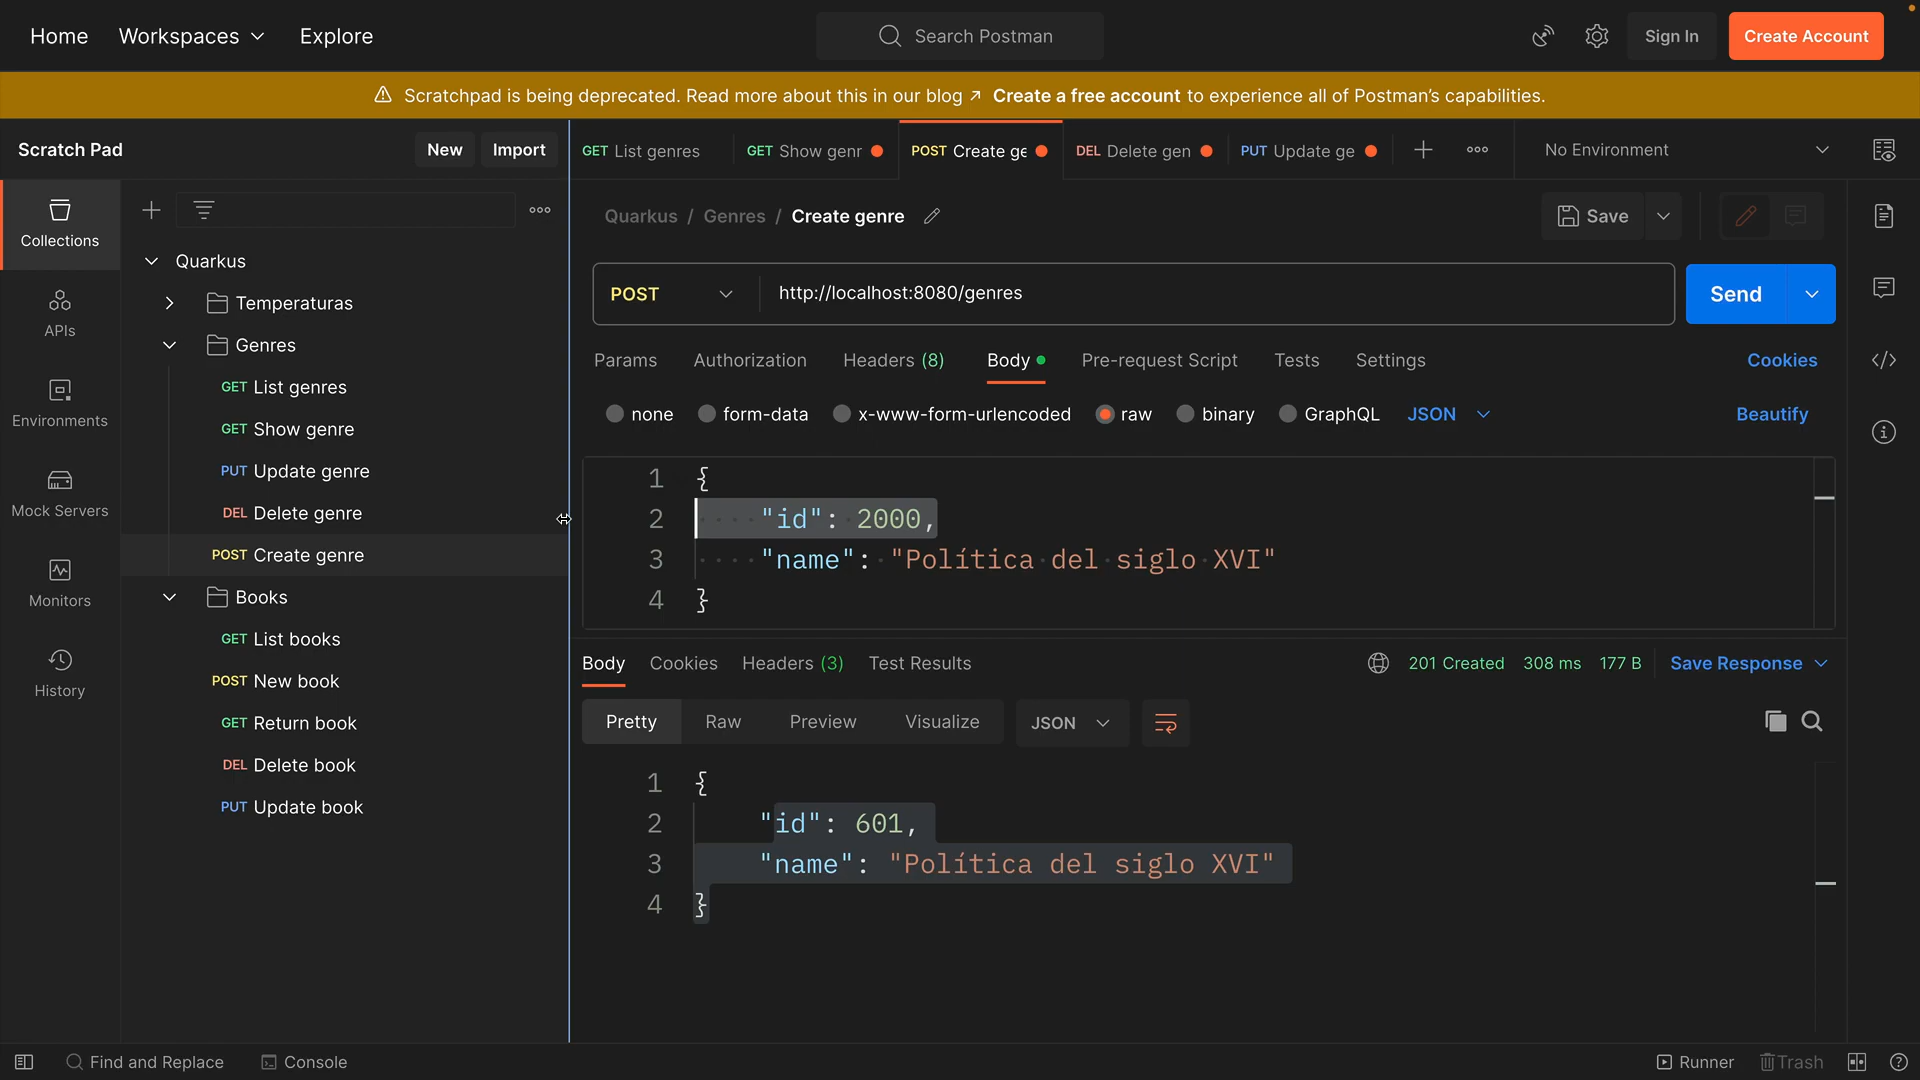 Home Workspaces Explore Search Postman Sign In Create Account
Scratchpad is being deprecated. Read more about this in our blog ↗ Create a free account to experience all of Postman's capabilities.
Scratch Pad New Import
GET List genres GET Show genr POST Create ge DEL Delete gen PUT Update ge No Environment
Collections
APIs
Environments
Mock Servers
Monitors
History
Quarkus
Temperaturas
Genres
GET List genres
GET Show genre
PUT Update genre
DEL Delete genre
POST Create genre
Books
GET List books
POST New book
GET Return book
DEL Delete book
PUT Update book
Quarkus / Genres / Create genre Save
POST http://localhost:8080/genres Send
Params Authorization Headers (8) Body Pre-request Script Tests Settings Cookies
none form-data x-www-form-urlencoded raw binary GraphQL JSON Beautify
1 {
2 "id": 2000,
3 "name": "Política del siglo XVI"
4 }
Body Cookies Headers (3) Test Results 201 Created 308 ms 177 B Save Response
Pretty Raw Preview Visualize JSON
1 {
2 "id": 601,
3 "name": "Política del siglo XVI"
4 }
Find and Replace Console Runner Trash